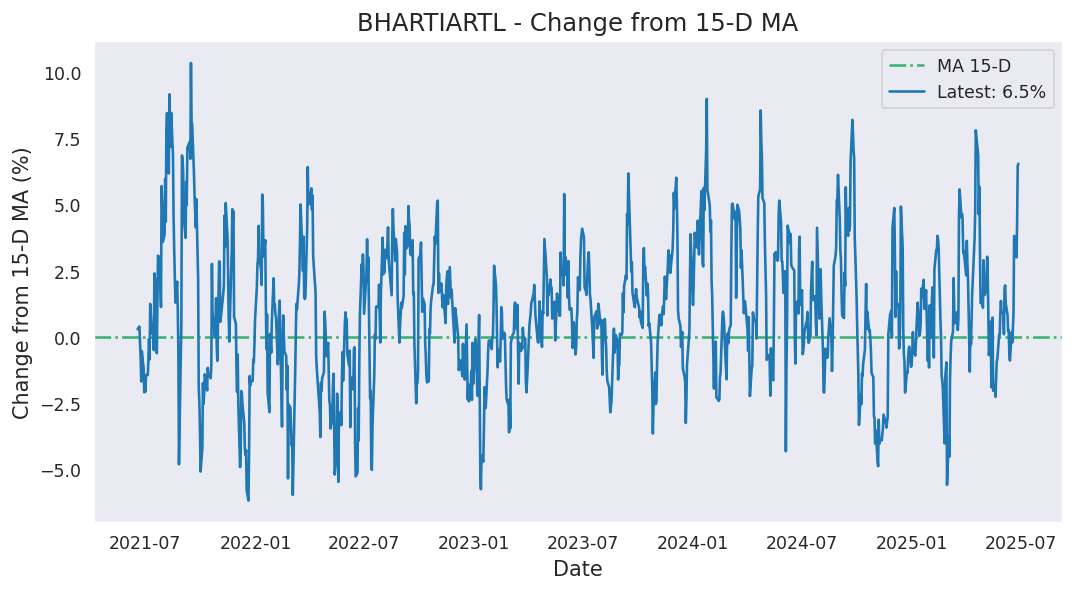 BHARTIARTL - Change from 15-D MA
MA 15-D
Latest: 6.5%
Change from 15-D MA (%)
10.0
7.5
5.0
2.5
0.0
−2.5
−5.0
2021-07 2022-01 2022-07 2023-01 2023-07 2024-01 2024-07 2025-01 2025-07
Date